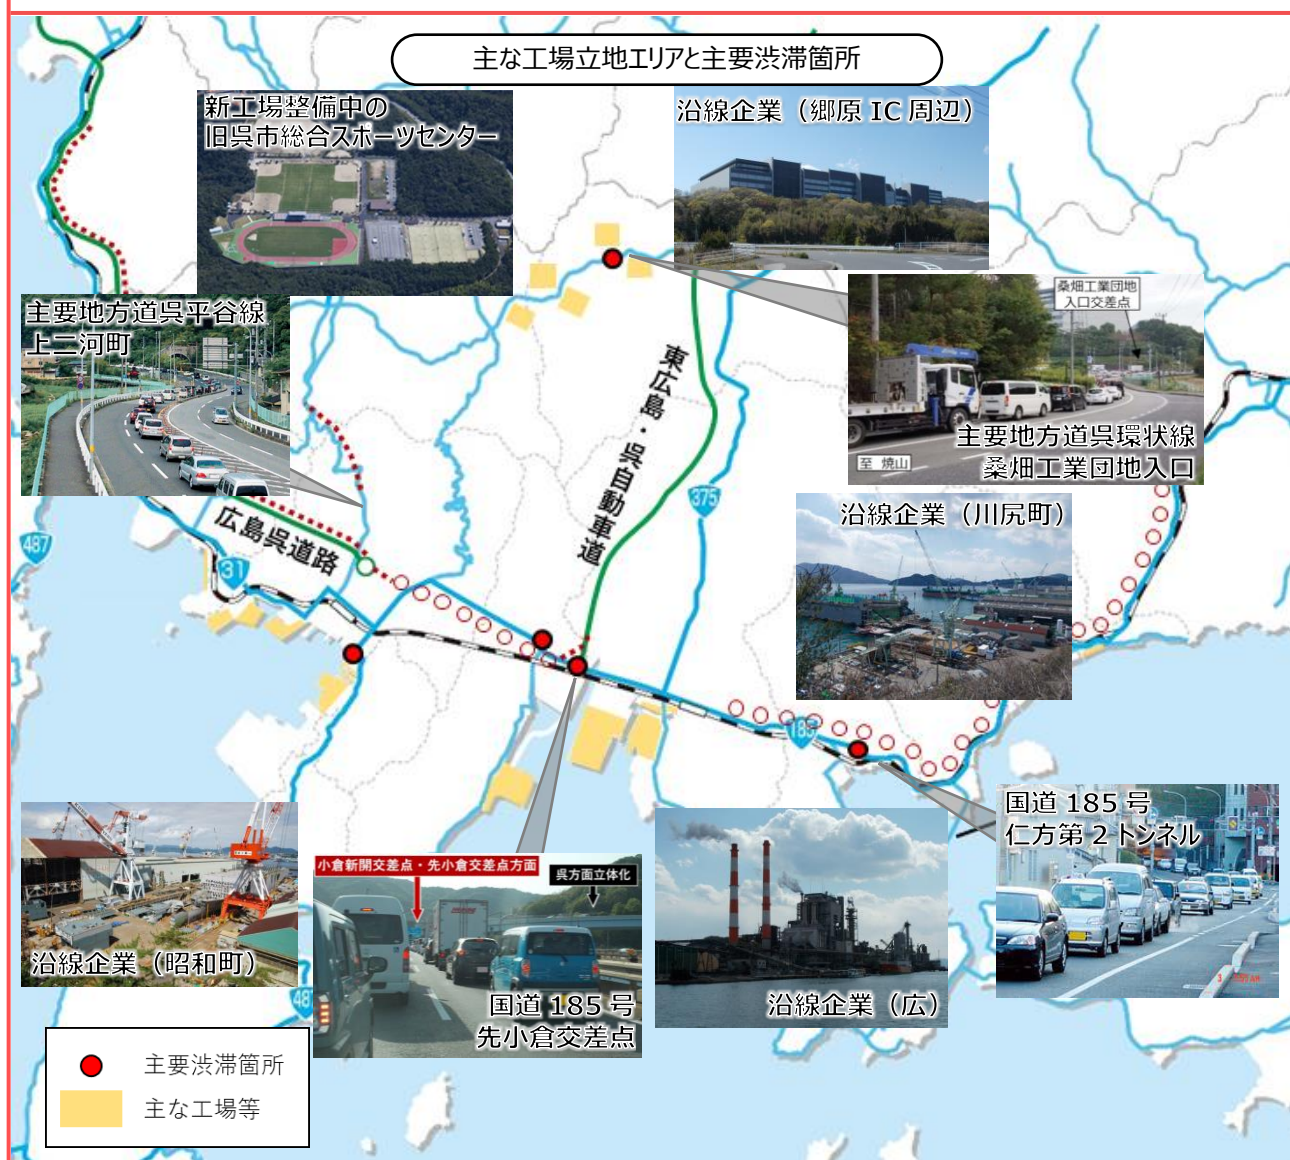 主な工場立地エリアと主要渋滞箇所
新工場整備中の
旧呉市総合スポーツセンター
沿線企業（郷原 IC 周辺）
主要地方道呉平谷線
上二河町
桑畑工業団地
入口交差点
至 焼山
主要地方道呉環状線
桑畑工業団地入口
東広島・呉自動車道
375
沿線企業（川尻町）
広島呉道路
487
31
185
国道 185 号
仁方第 2 トンネル
沿線企業（昭和町）
小倉新開交差点・先小倉交差点方面
呉方面立体化
国道 185 号
先小倉交差点
沿線企業（広）
487
主要渋滞箇所
主な工場等